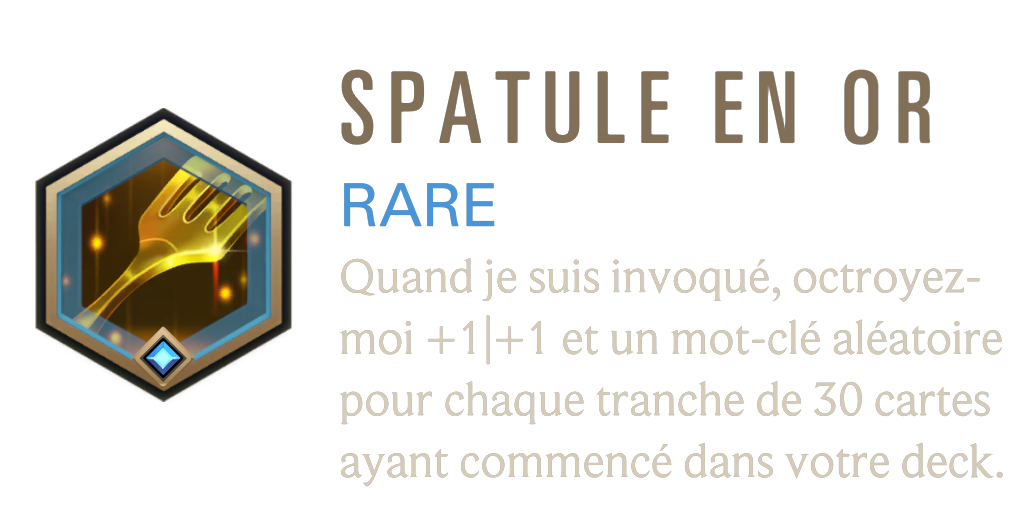 SPATULE EN OR
RARE
Quand je suis invoqué, octroyez-
moi +1|+1 et un mot-clé aléatoire
pour chaque tranche de 30 cartes
ayant commencé dans votre deck.